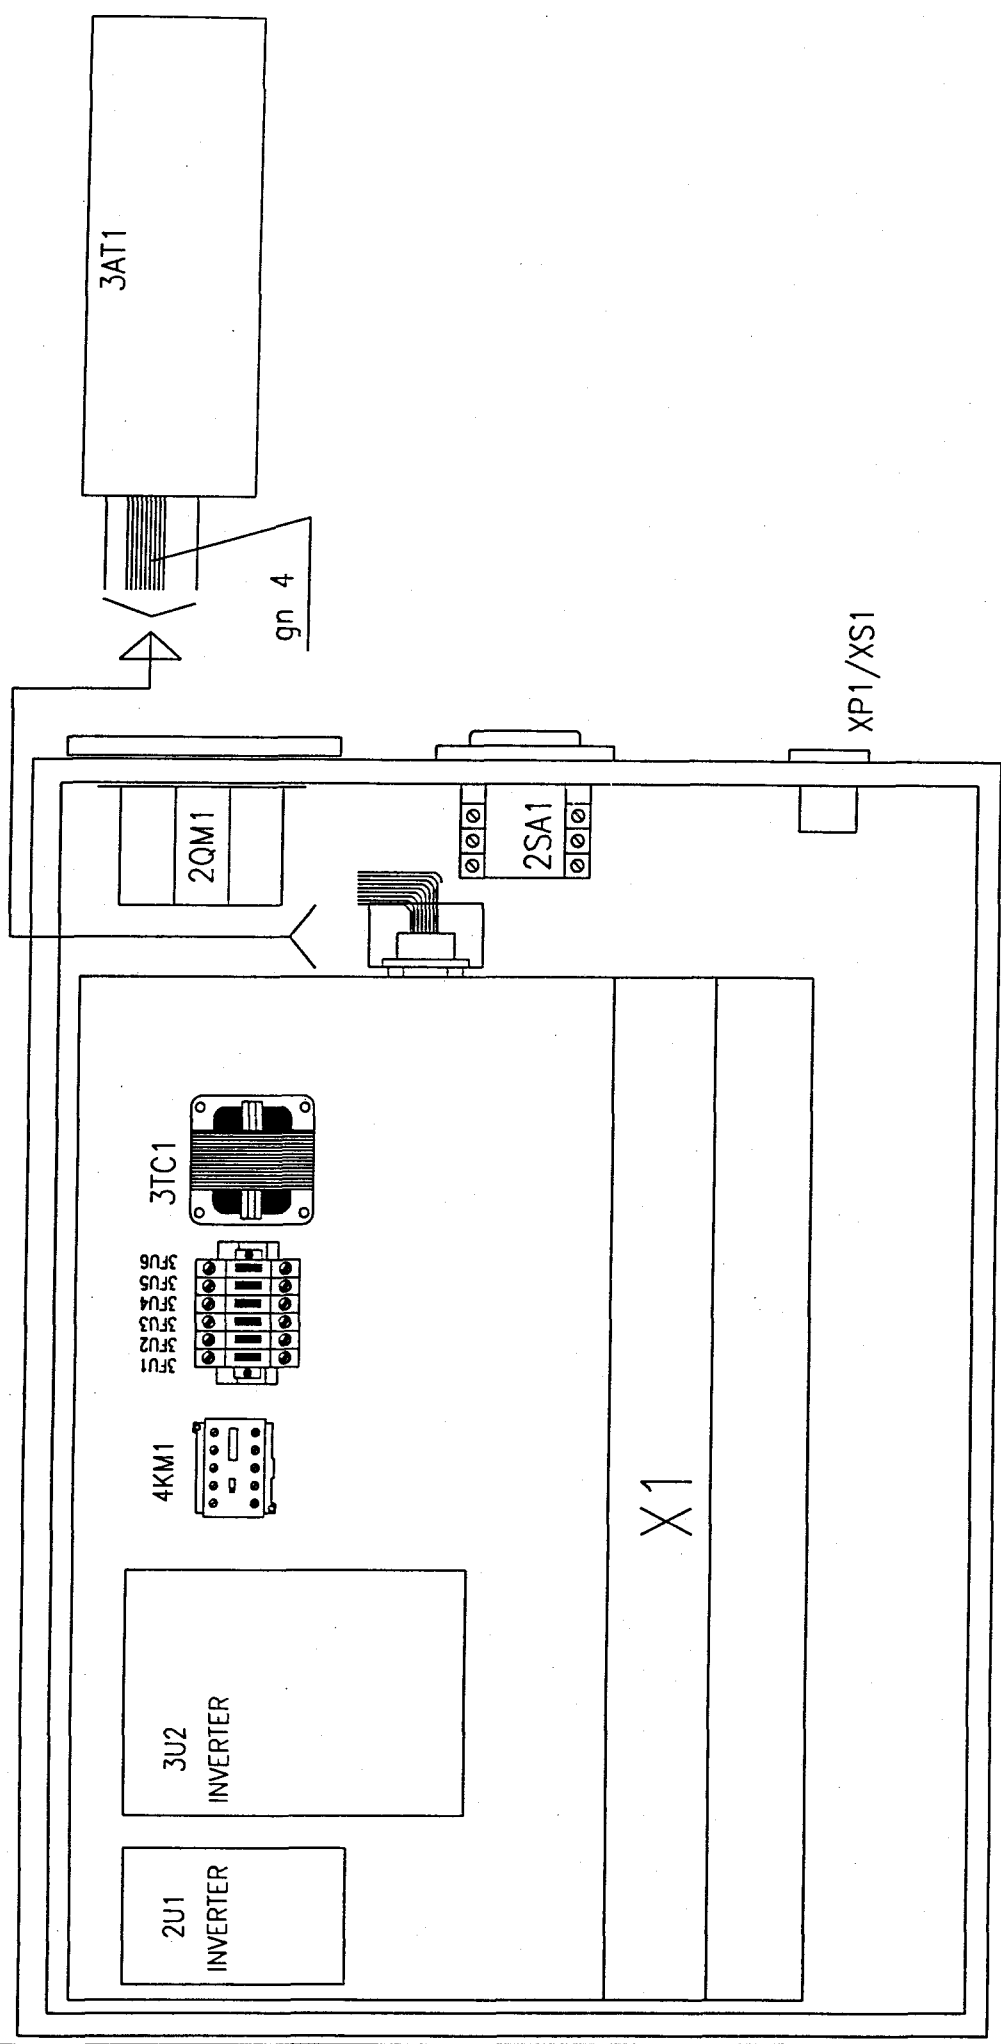 2U1
INVERTER
3U2
INVERTER
4KM1
3FU1
3FU2
3FU3
3FU4
3FU5
3FU6
3TC1
2QM1
gn 4
3AT1
2SA1
X1
XP1/XS1